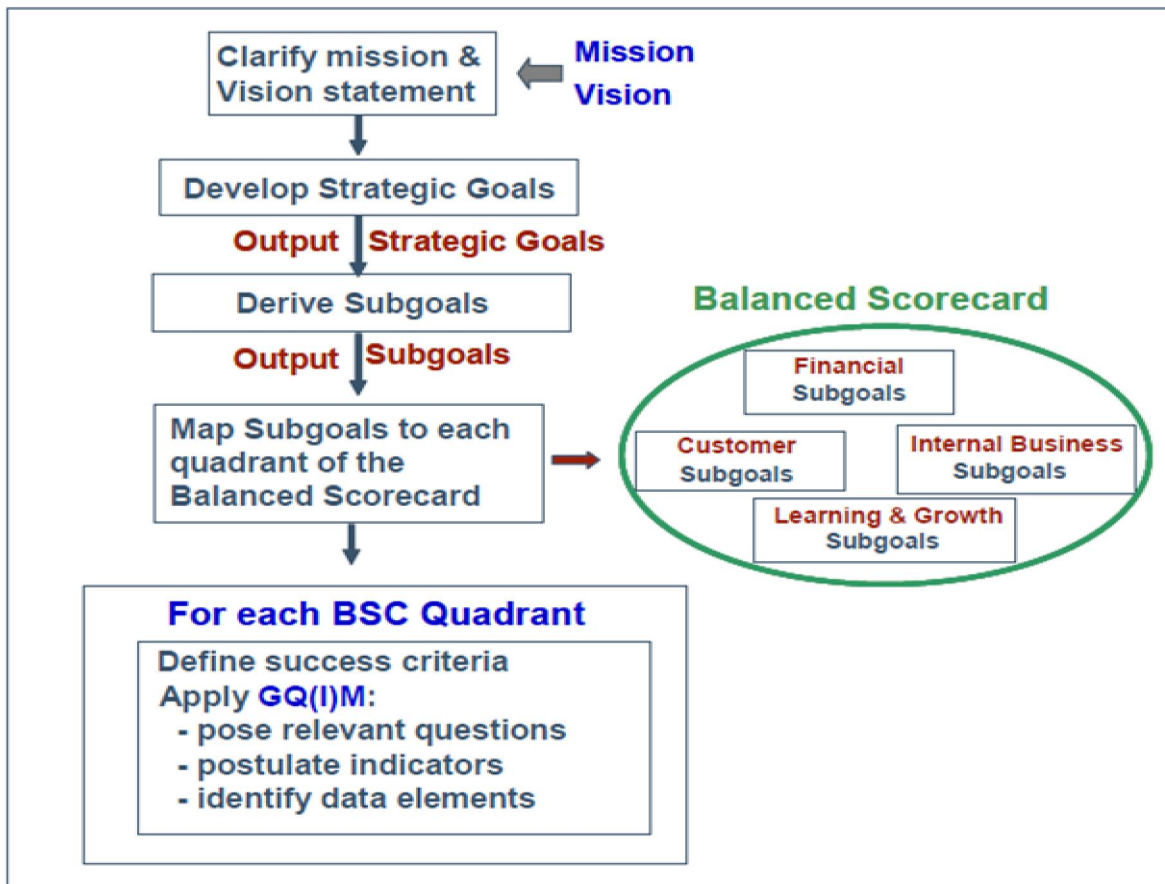 Clarify mission &
Vision statement
Mission
Vision
Develop Strategic Goals
Output Strategic Goals
Derive Subgoals
Output Subgoals
Map Subgoals to each
quadrant of the
Balanced Scorecard
Balanced Scorecard
Financial
Subgoals
Customer
Subgoals
Internal Business
Subgoals
Learning & Growth
Subgoals
For each BSC Quadrant
Define success criteria
Apply GQ(I)M:
- pose relevant questions
- postulate indicators
- identify data elements